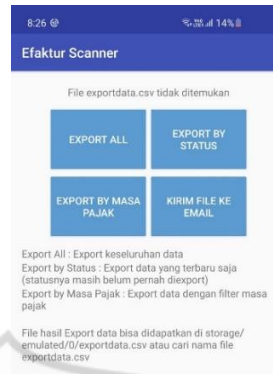 8:26
14%
Efaktur Scanner
File exportdata.csv tidak ditemukan
EXPORT ALL
EXPORT BY
STATUS
EXPORT BY MASA
PAJAK
KIRIM FILE KE
EMAIL
Export All : Export keseluruhan data
Export by Status : Export data yang terbaru saja
(statusnya masih belum pernah diexport)
Export by Masa Pajak : Export data dengan filter masa
pajak
File hasil Export data bisa didapatkan di storage/
emulated/0/exportdata.csv atau cari nama file
exportdata.csv